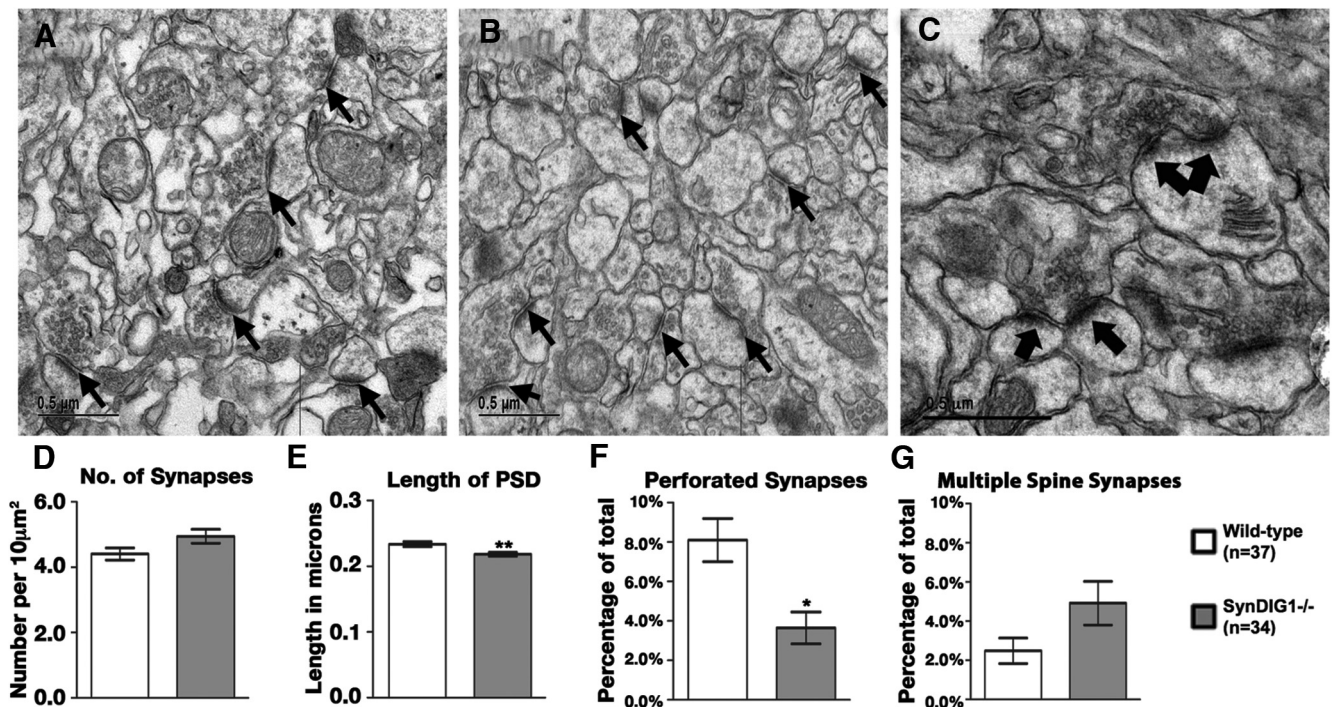 A
B
C
0.5 μm
0.5 μm
0.5 μm
D
No. of Synapses
Number per 10μm²
6.0
4.0
2.0
0.0
E
Length of PSD
Length in microns
0.3
0.2
0.1
0.0
**
F
Perforated Synapses
Percentage of total
10%
8.0%
6.0%
4.0%
2.0%
0.0%
*
G
Multiple Spine Synapses
Percentage of total
10%
8.0%
6.0%
4.0%
2.0%
0.0%
Wild-type
(n=37)
SynDIG1-/-
(n=34)